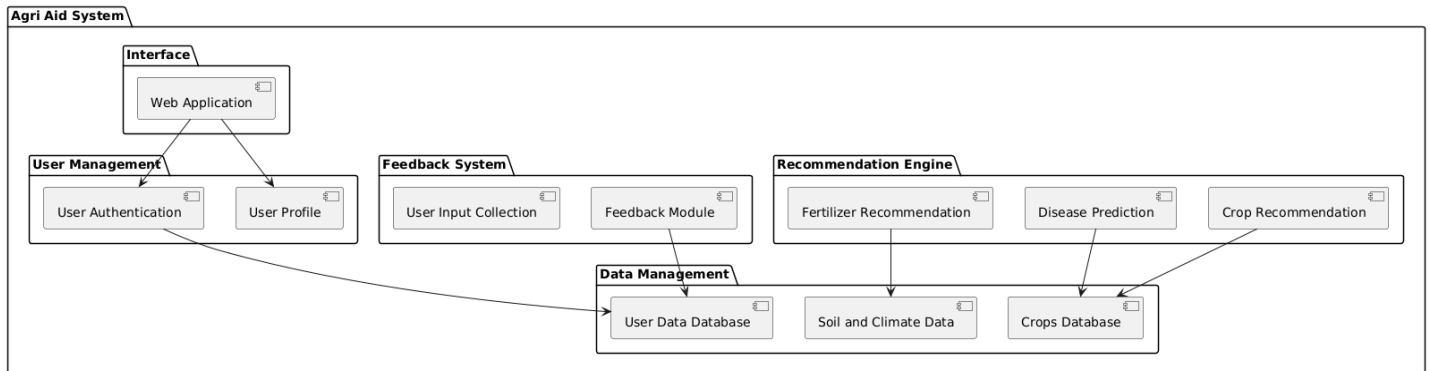 Agri Aid System
Interface
Web Application
User Management
Feedback System
Recommendation Engine
User Authentication
User Profile
User Input Collection
Feedback Module
Fertilizer Recommendation
Disease Prediction
Crop Recommendation
Data Management
User Data Database
Soil and Climate Data
Crops Database